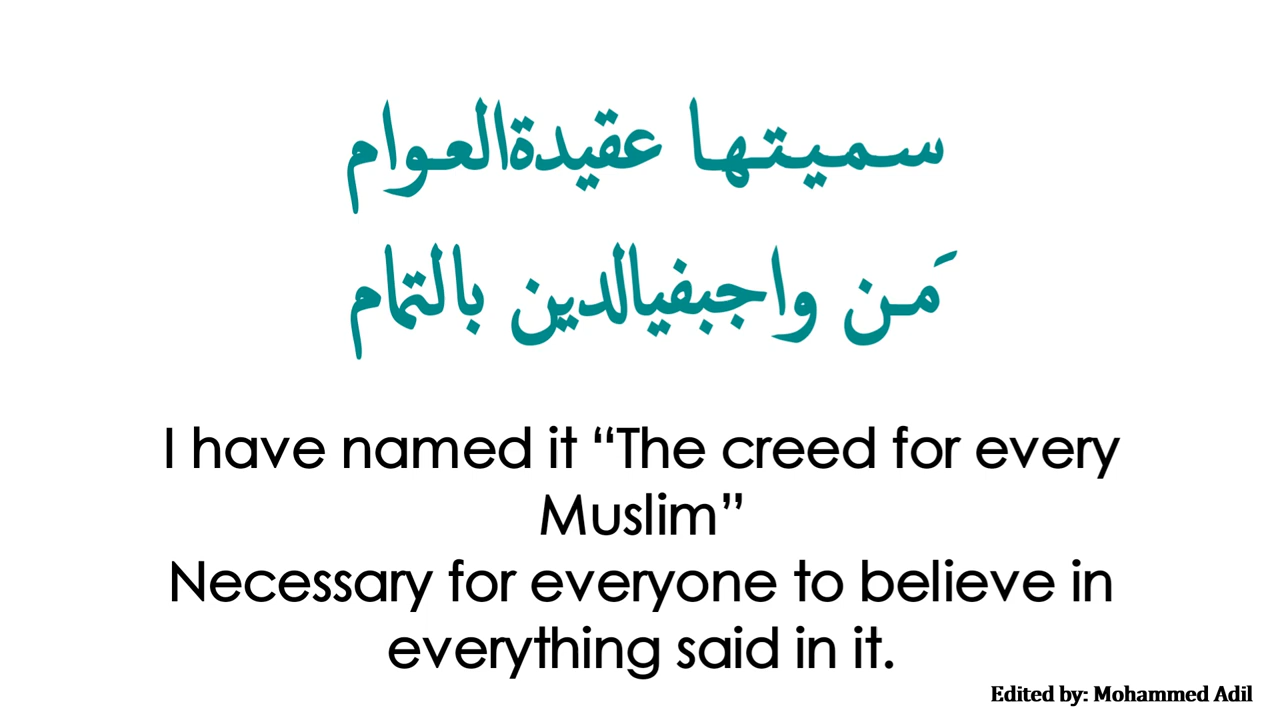 سميتها عقيدةالعوام
َمن واجبفيالدين بالتمام
I have named it “The creed for every
Muslim”
Necessary for everyone to believe in
everything said in it.
Edited by: Mohammed Adil